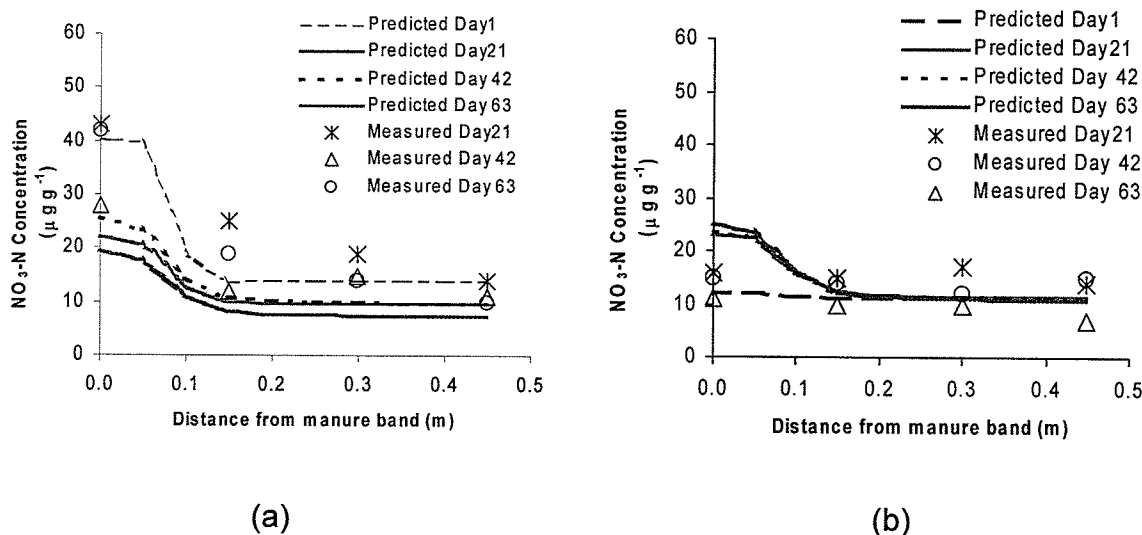 Predicted Day1
Predicted Day21
Predicted Day 42
Predicted Day 63
Measured Day21
Measured Day 42
Measured Day 63
NO3-N Concentration
(µg g-1)
60
50
40
30
20
10
0
0.0 0.1 0.2 0.3 0.4 0.5
Distance from manure band (m)
(a)
Predicted Day1
Predicted Day21
Predicted Day 42
Predicted Day 63
Measured Day21
Measured Day 42
Measured Day 63
NO3-N Concentration
(µg g-1)
60
50
40
30
20
10
0
0.0 0.1 0.2 0.3 0.4 0.5
Distance from manure band (m)
(b)